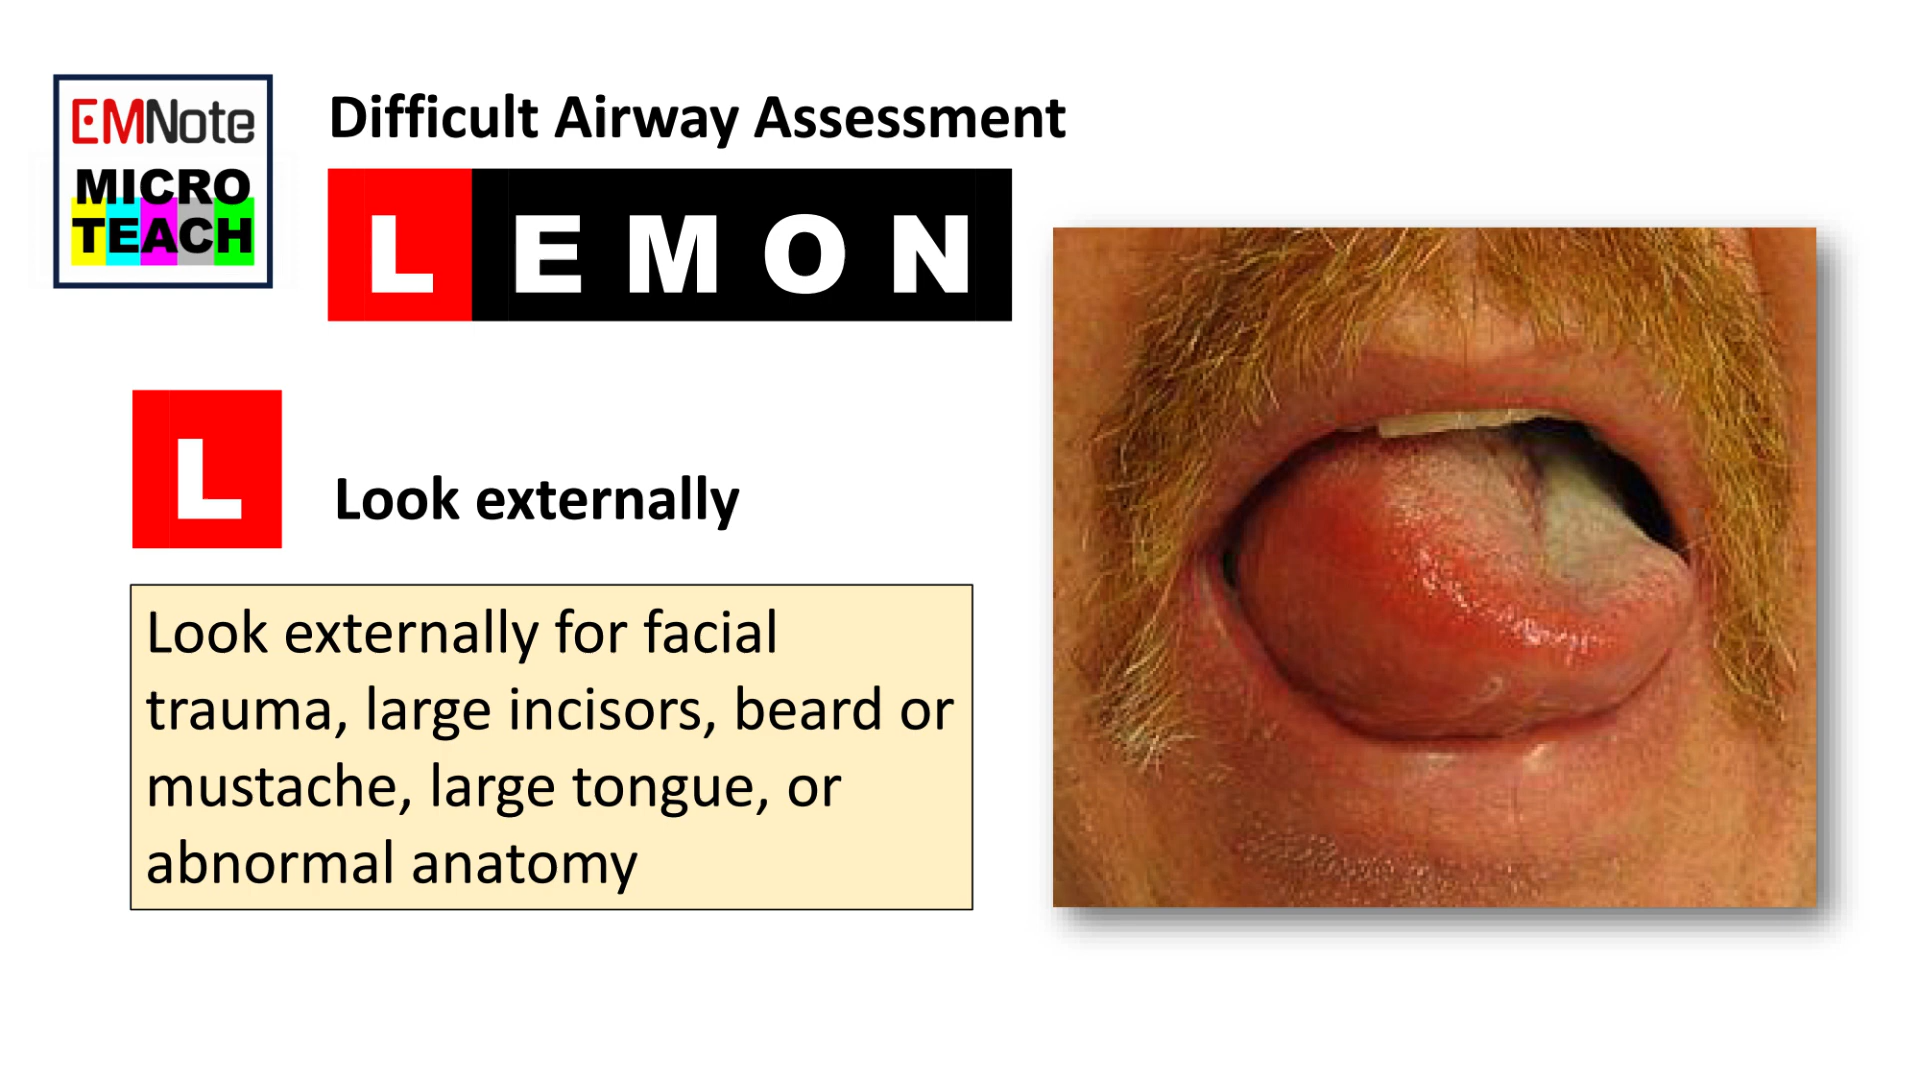 EMNote
MICRO
TEACH
Difficult Airway Assessment
L E M O N
L
Look externally
Look externally for facial
trauma, large incisors, beard or
mustache, large tongue, or
abnormal anatomy